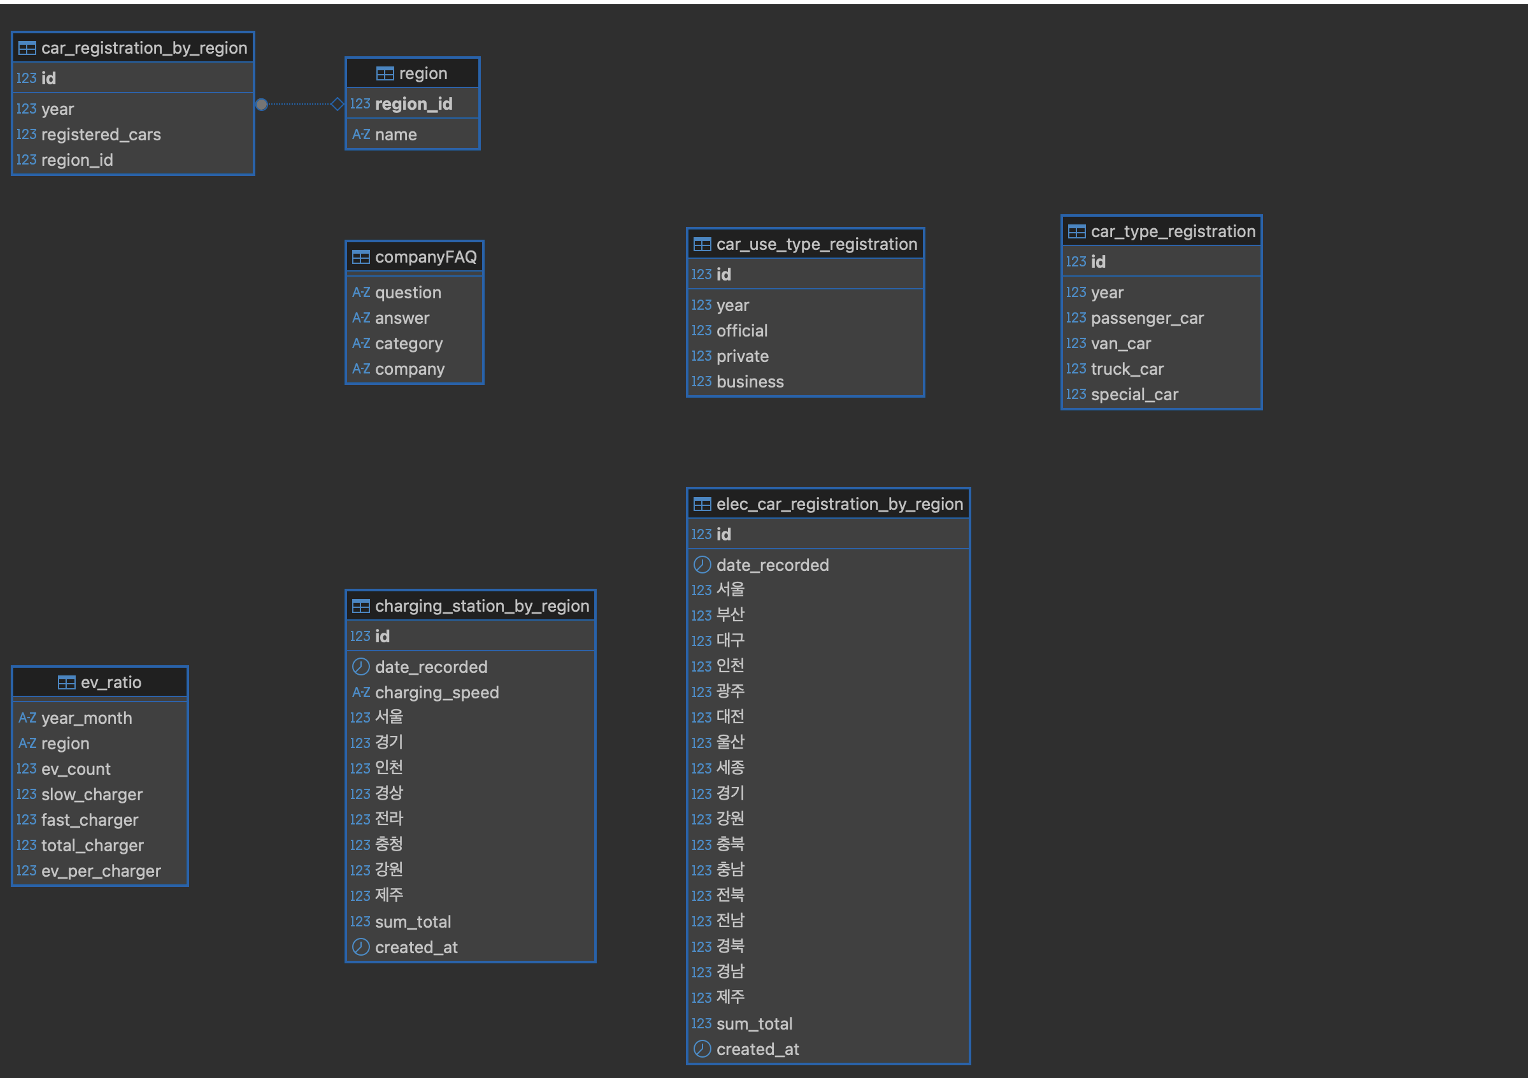 car_registration_by_region
123 id
123 year
123 registered_cars
123 region_id
region
123 region_id
A-Z name
companyFAQ
A-Z question
A-Z answer
A-Z category
A-Z company
car_use_type_registration
123 id
123 year
123 official
123 private
123 business
car_type_registration
123 id
123 year
123 passenger_car
123 van_car
123 truck_car
123 special_car
ev_ratio
A-Z year_month
A-Z region
123 ev_count
123 slow_charger
123 fast_charger
123 total_charger
123 ev_per_charger
charging_station_by_region
123 id
date_recorded
A-Z charging_speed
123 서울
123 경기
123 인천
123 경상
123 전라
123 충청
123 강원
123 제주
123 sum_total
created_at
elec_car_registration_by_region
123 id
date_recorded
123 서울
123 부산
123 대구
123 인천
123 광주
123 대전
123 울산
123 세종
123 경기
123 강원
123 충북
123 충남
123 전북
123 전남
123 경북
123 경남
123 제주
123 sum_total
created_at